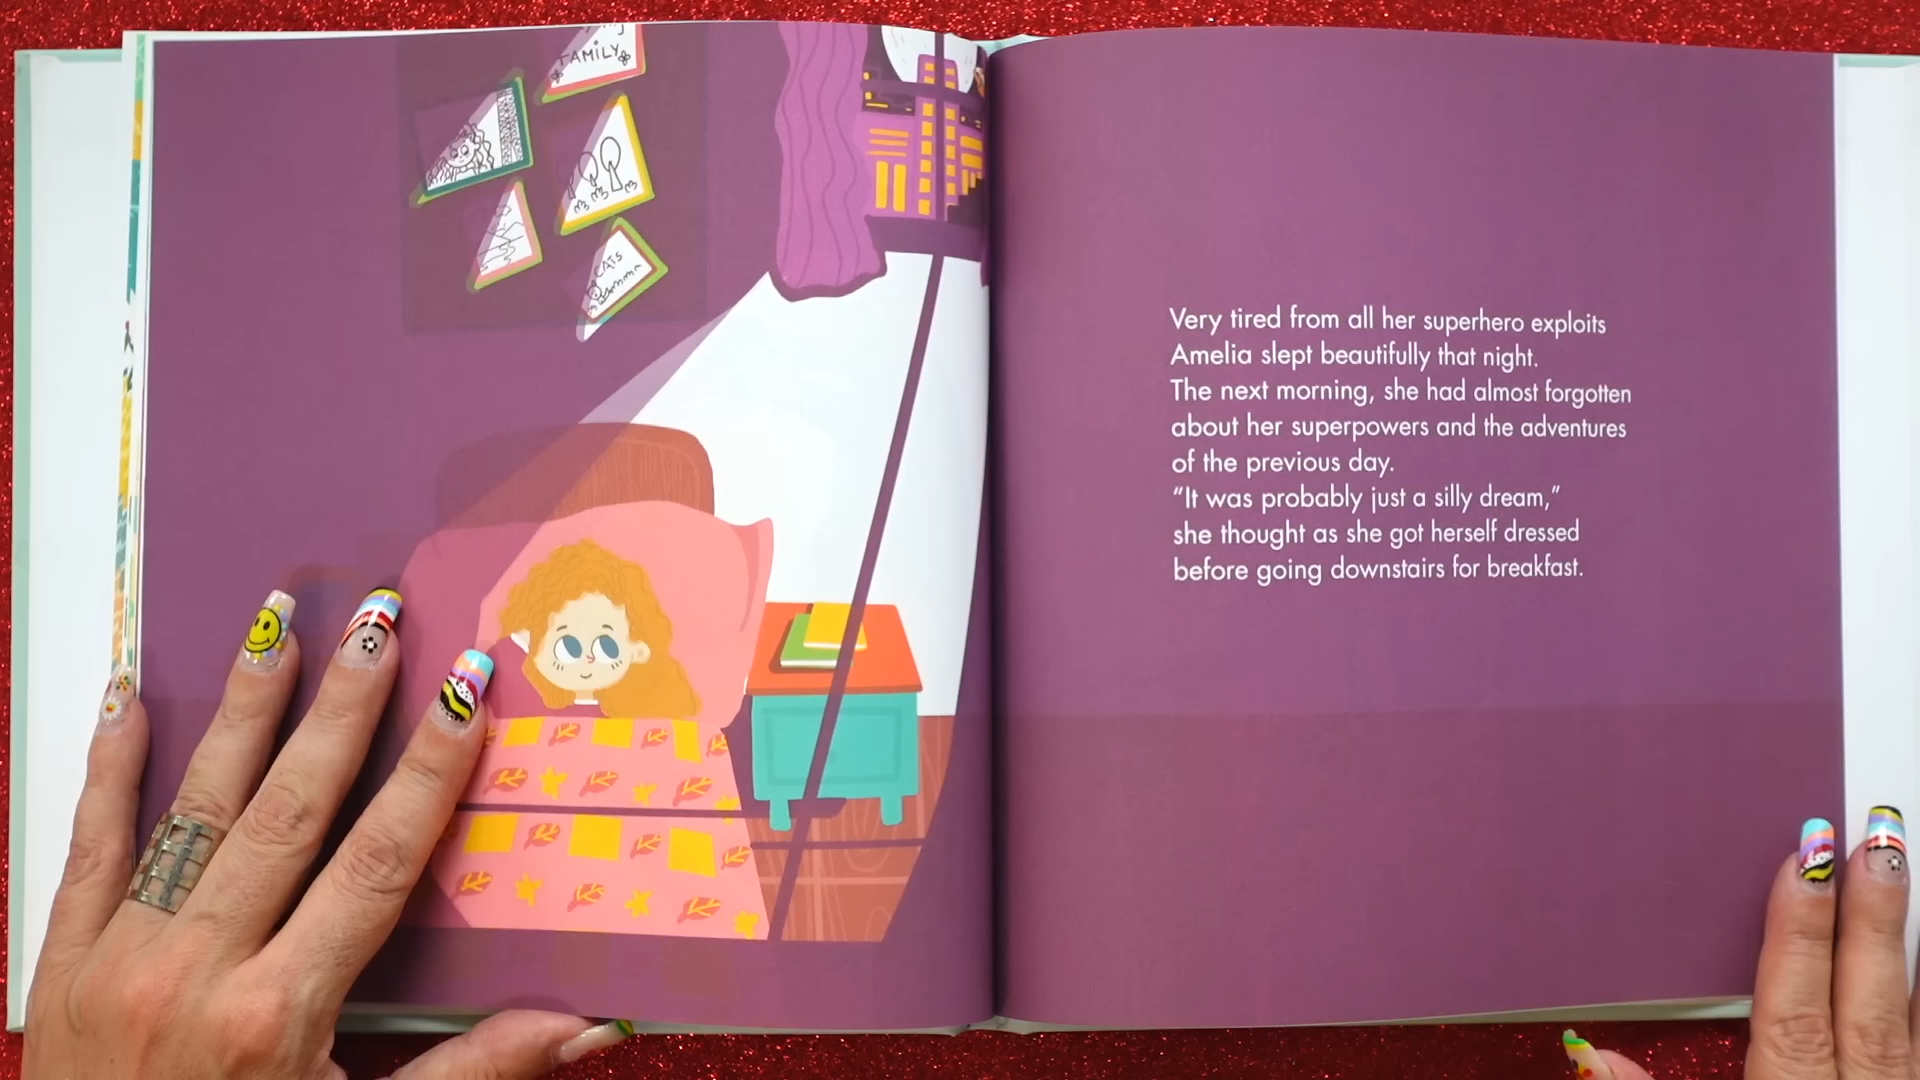 FAMILY
CATS
Very tired from all her superhero exploits
Amelia slept beautifully that night.
The next morning, she had almost forgotten
about her superpowers and the adventures
of the previous day.
“It was probably just a silly dream,”
she thought as she got herself dressed
before going downstairs for breakfast.